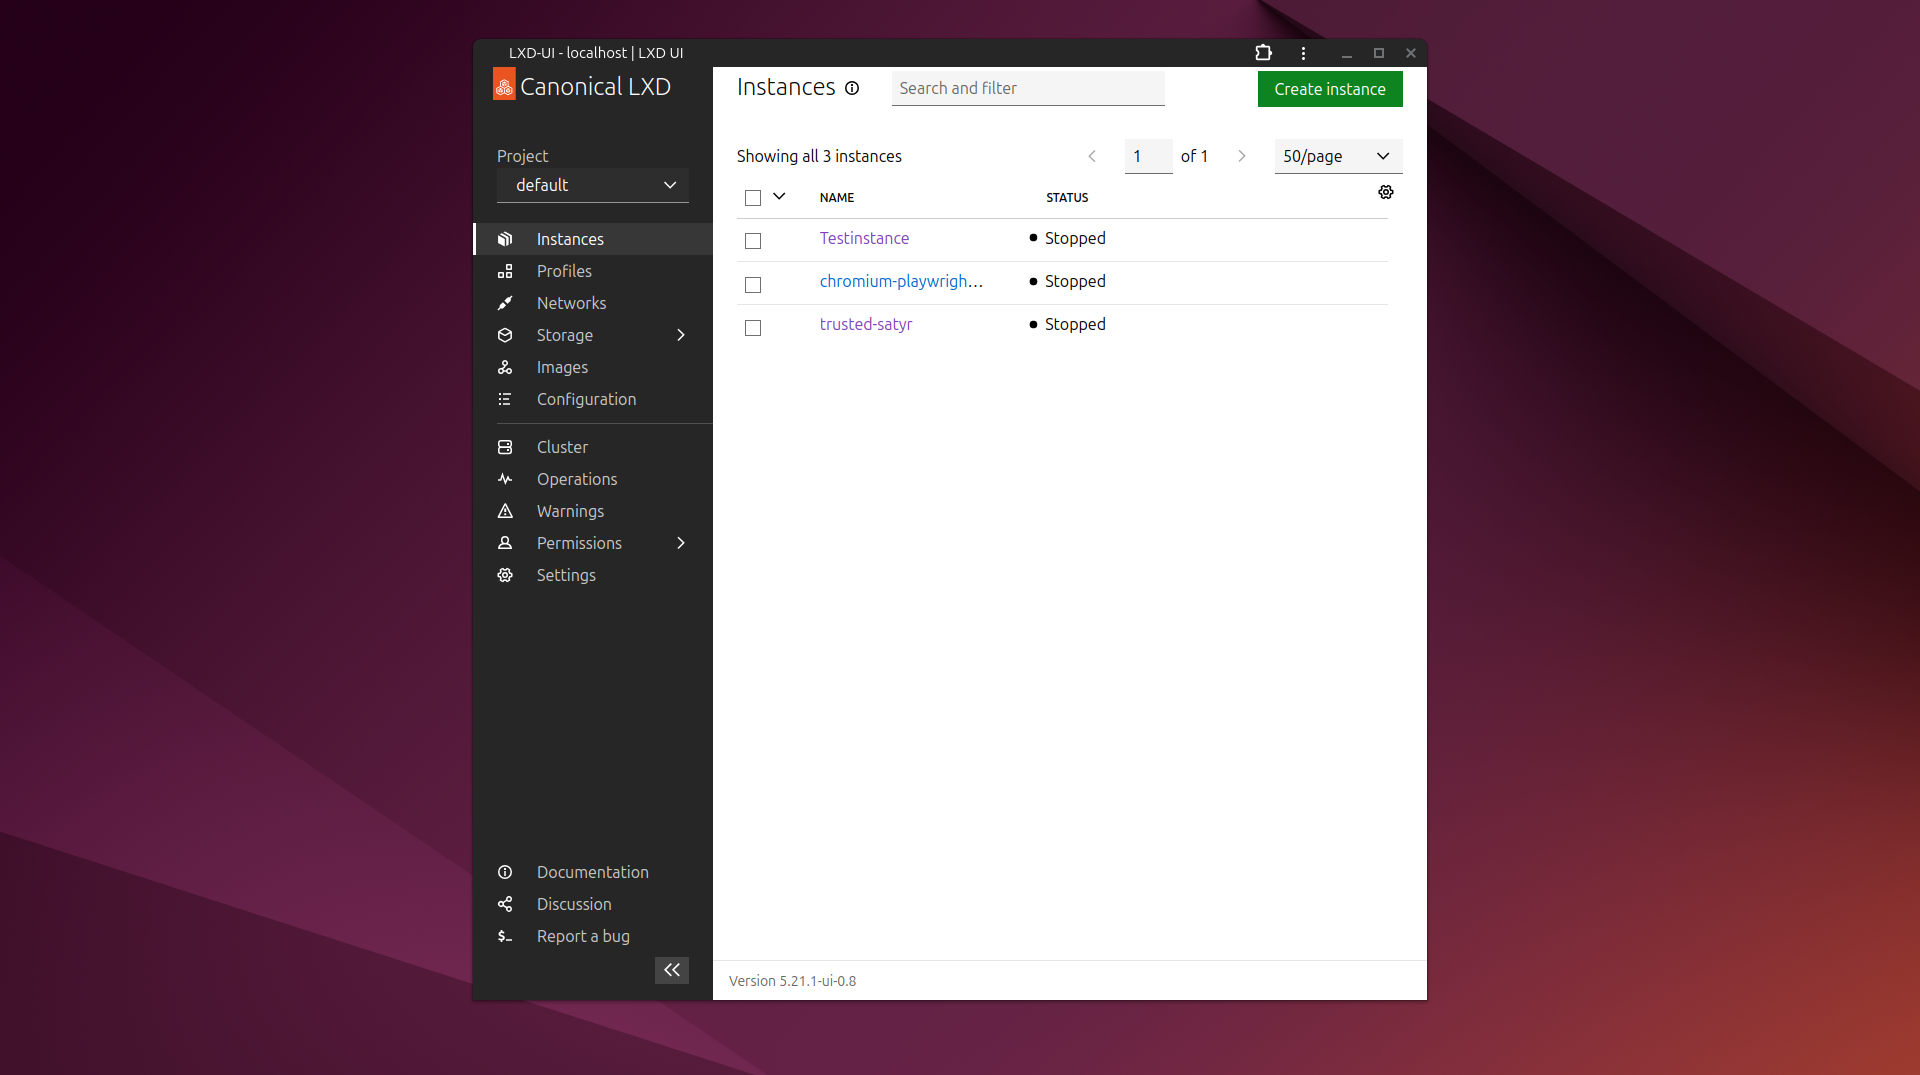 LXD-UI - localhost | LXD UI
Canonical LXD
Project
default
Instances
Profiles
Networks
Storage
Images
Configuration
Cluster
Operations
Warnings
Permissions
Settings
Documentation
Discussion
Report a bug
Instances
Search and filter
Create instance
Showing all 3 instances
1 of 1
50/page
NAME STATUS
Testinstance Stopped
chromium-playwrigh... Stopped
trusted-satyr Stopped
Version 5.21.1-ui-0.8